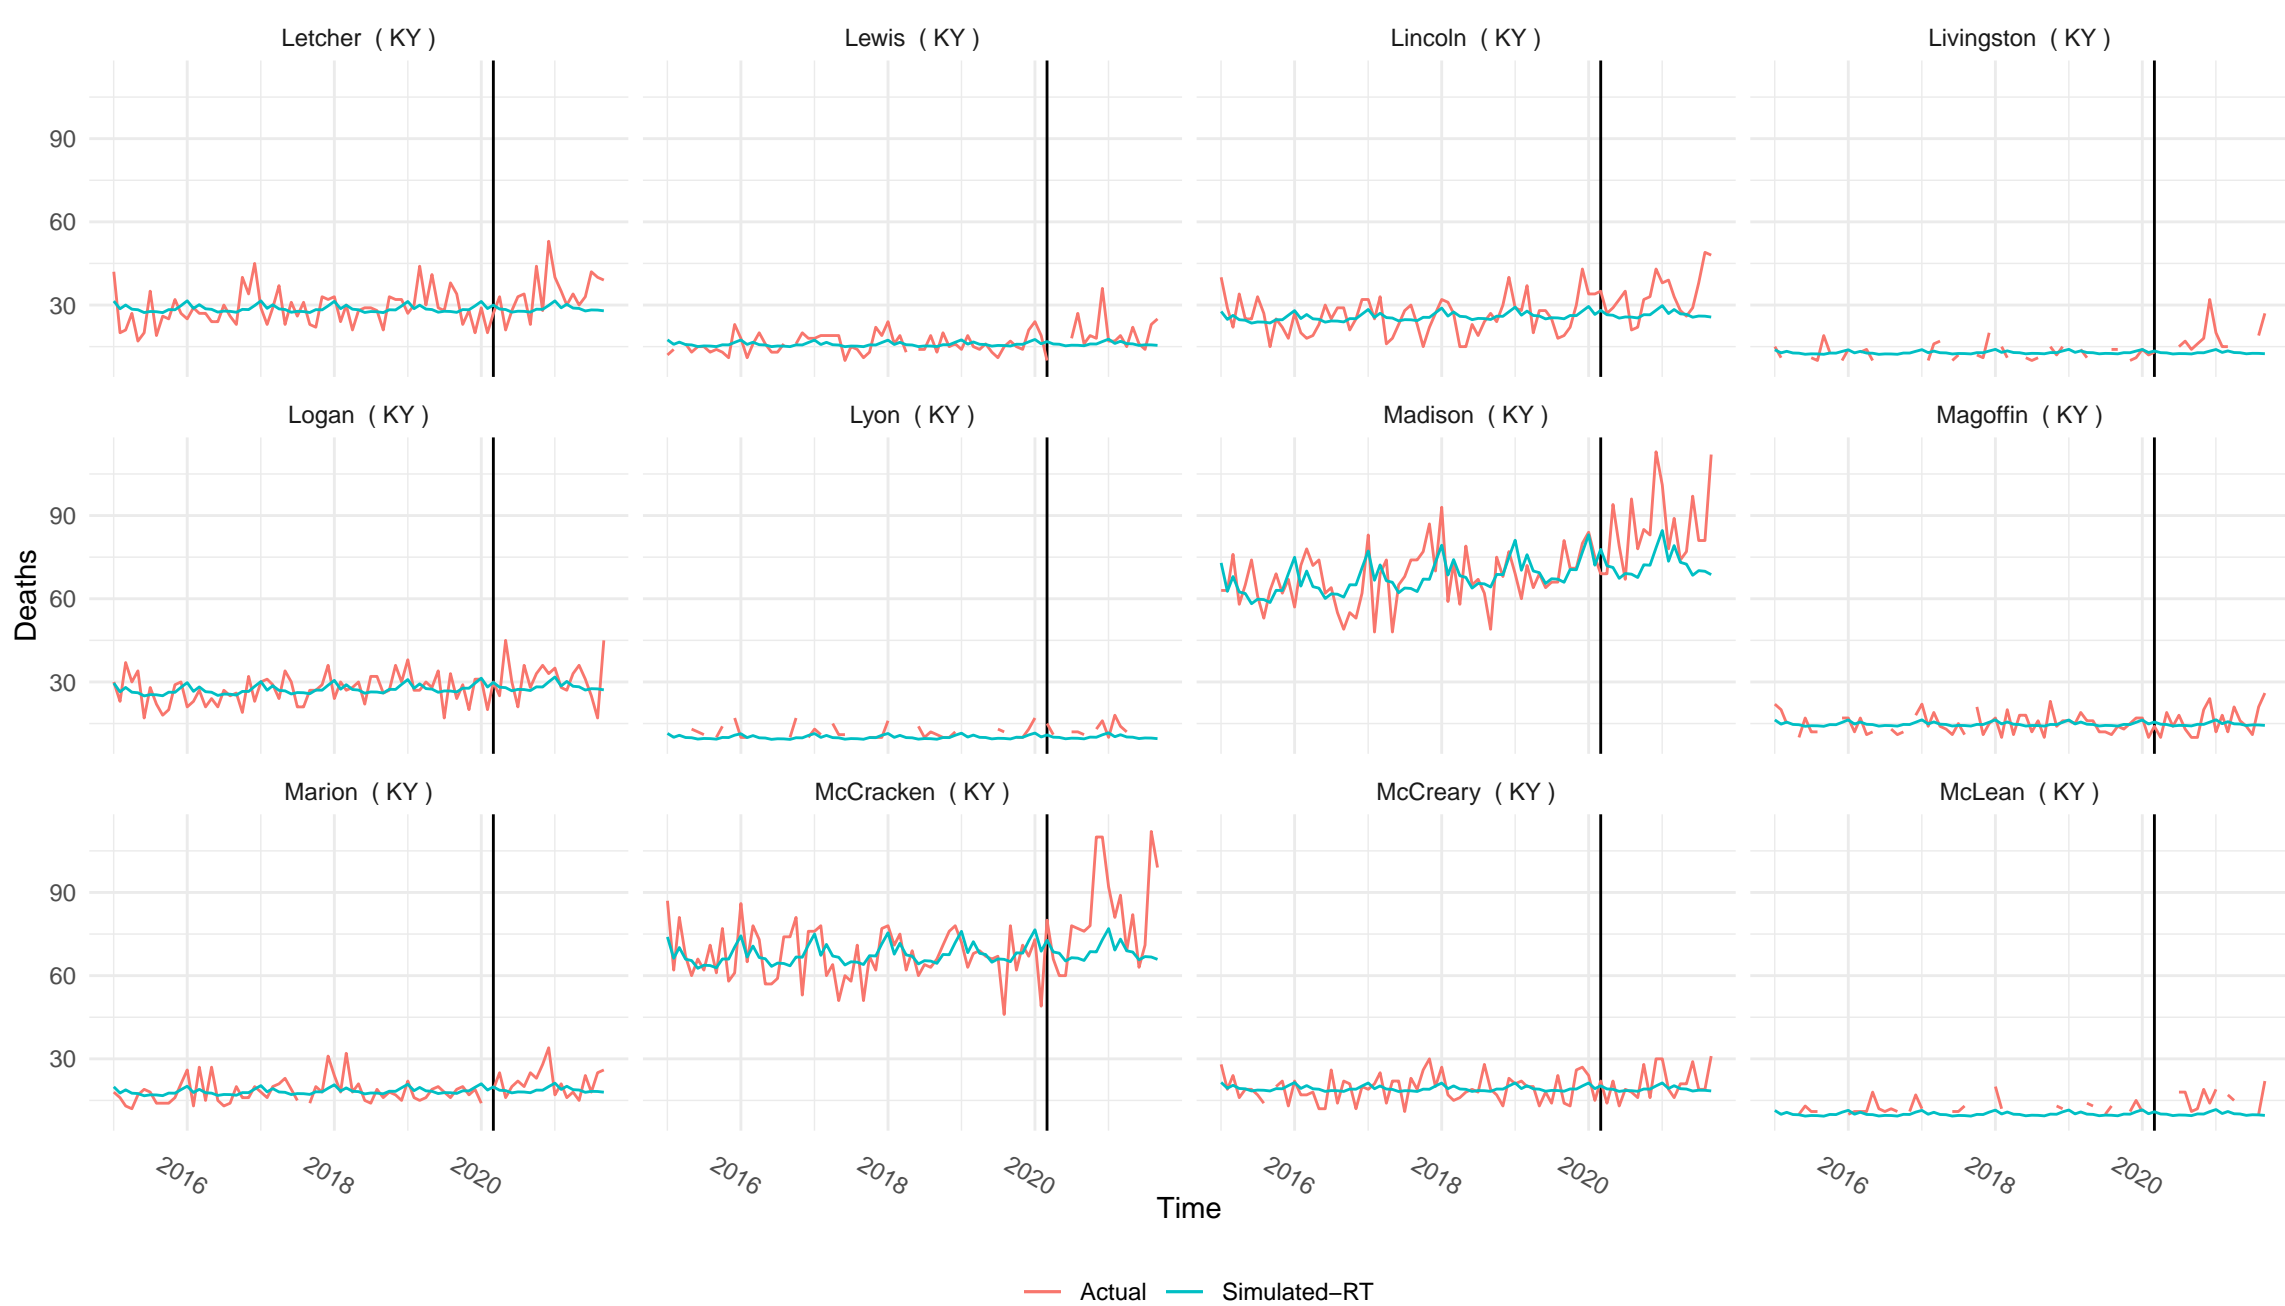 Letcher ( KY )
Lewis ( KY )
Lincoln ( KY )
Livingston ( KY )
90
60
30
Logan ( KY )
Lyon ( KY )
Madison ( KY )
Magoffin ( KY )
90
60
30
Deaths
Marion ( KY )
McCracken ( KY )
McCreary ( KY )
McLean ( KY )
90
60
30
2016
2018
2020
2016
2018
2020
2016
2018
2020
2016
2018
2020
Time
Actual
Simulated−RT